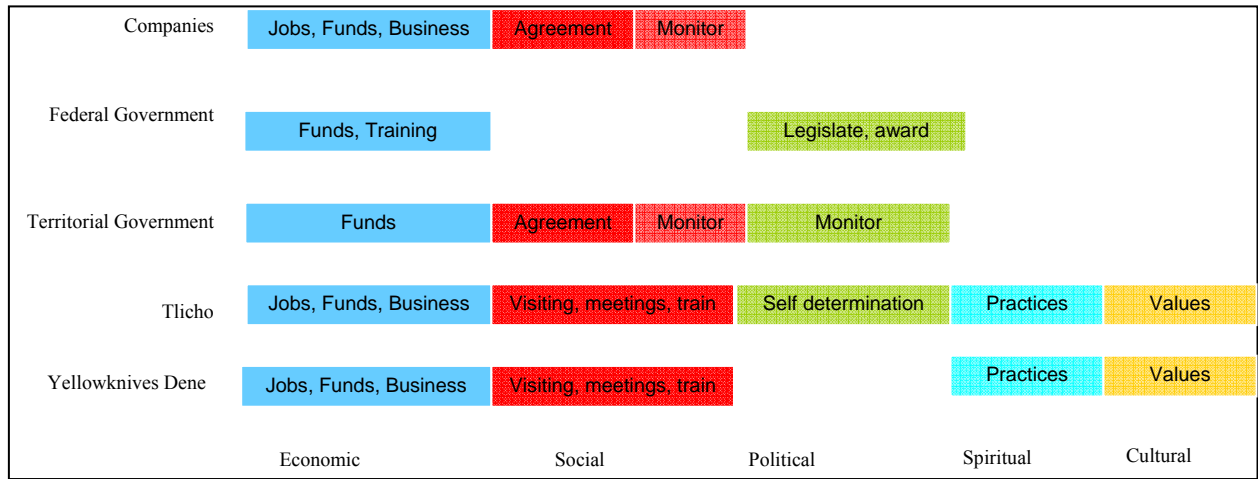 Companies Jobs, Funds, Business Agreement Monitor
Federal Government Funds, Training Legislate, award
Territorial Government Funds Agreement Monitor Monitor
Tlicho Jobs, Funds, Business Visiting, meetings, train Self determination Practices Values
Yellowknives Dene Jobs, Funds, Business Visiting, meetings, train Practices Values
Economic Social Political Spiritual Cultural